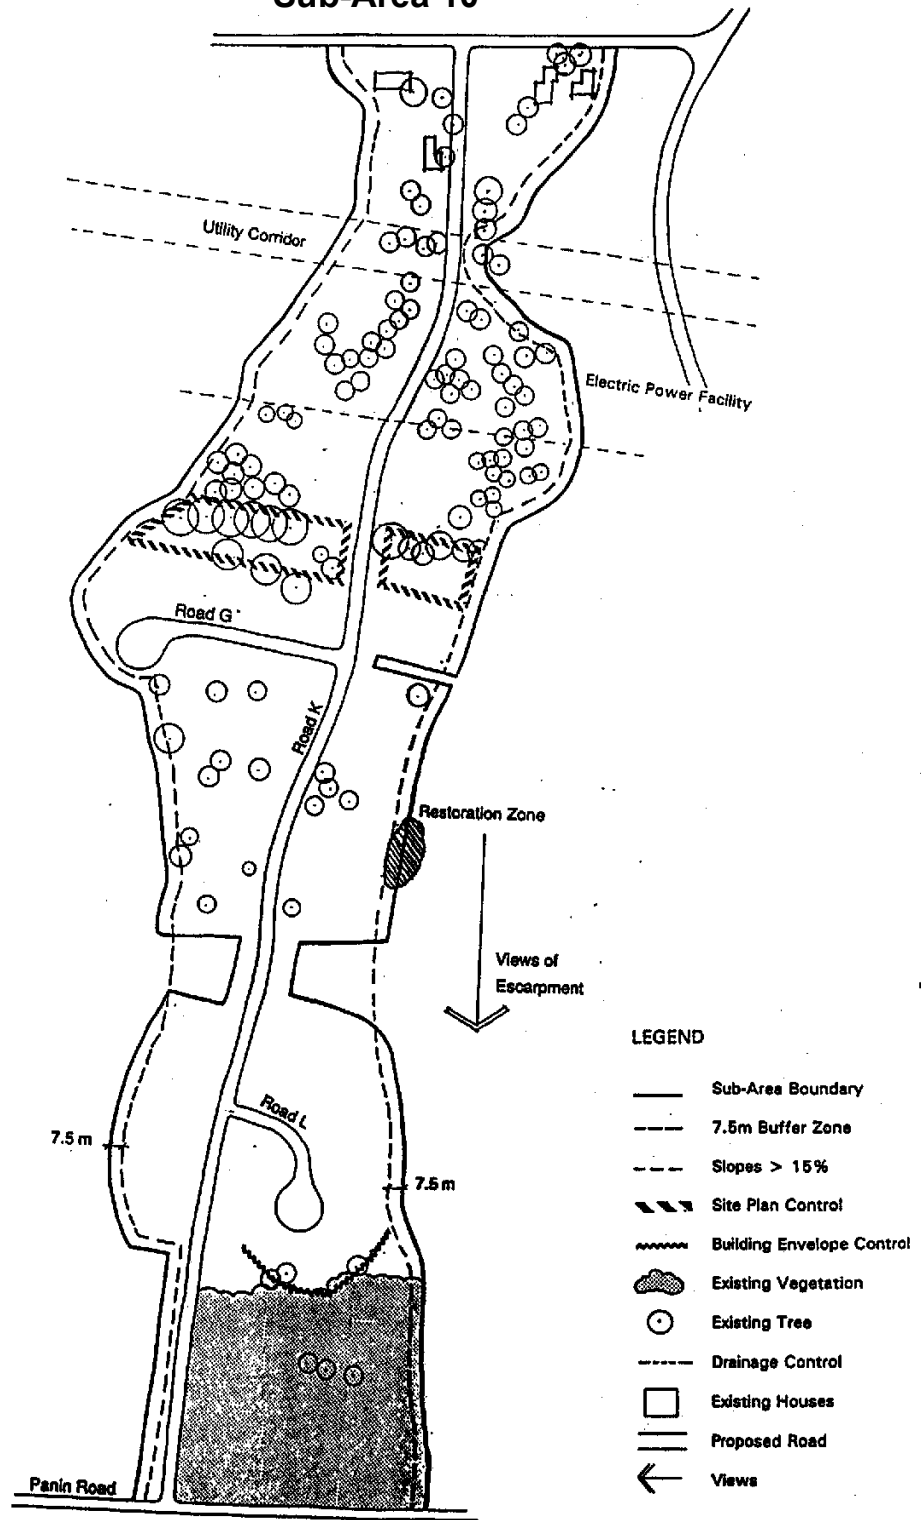 Sub-Area 10
Utility Corridor
Electric Power Facility
Road G
Road K
Restoration Zone
Views of
Escarpment
LEGEND
Sub-Area Boundary
7.5m Buffer Zone
Slopes > 15%
Site Plan Control
Building Envelope Control
Existing Vegetation
Existing Tree
Drainage Control
Existing Houses
Proposed Road
Views
Road L
7.5 m
7.5 m
Panin Road